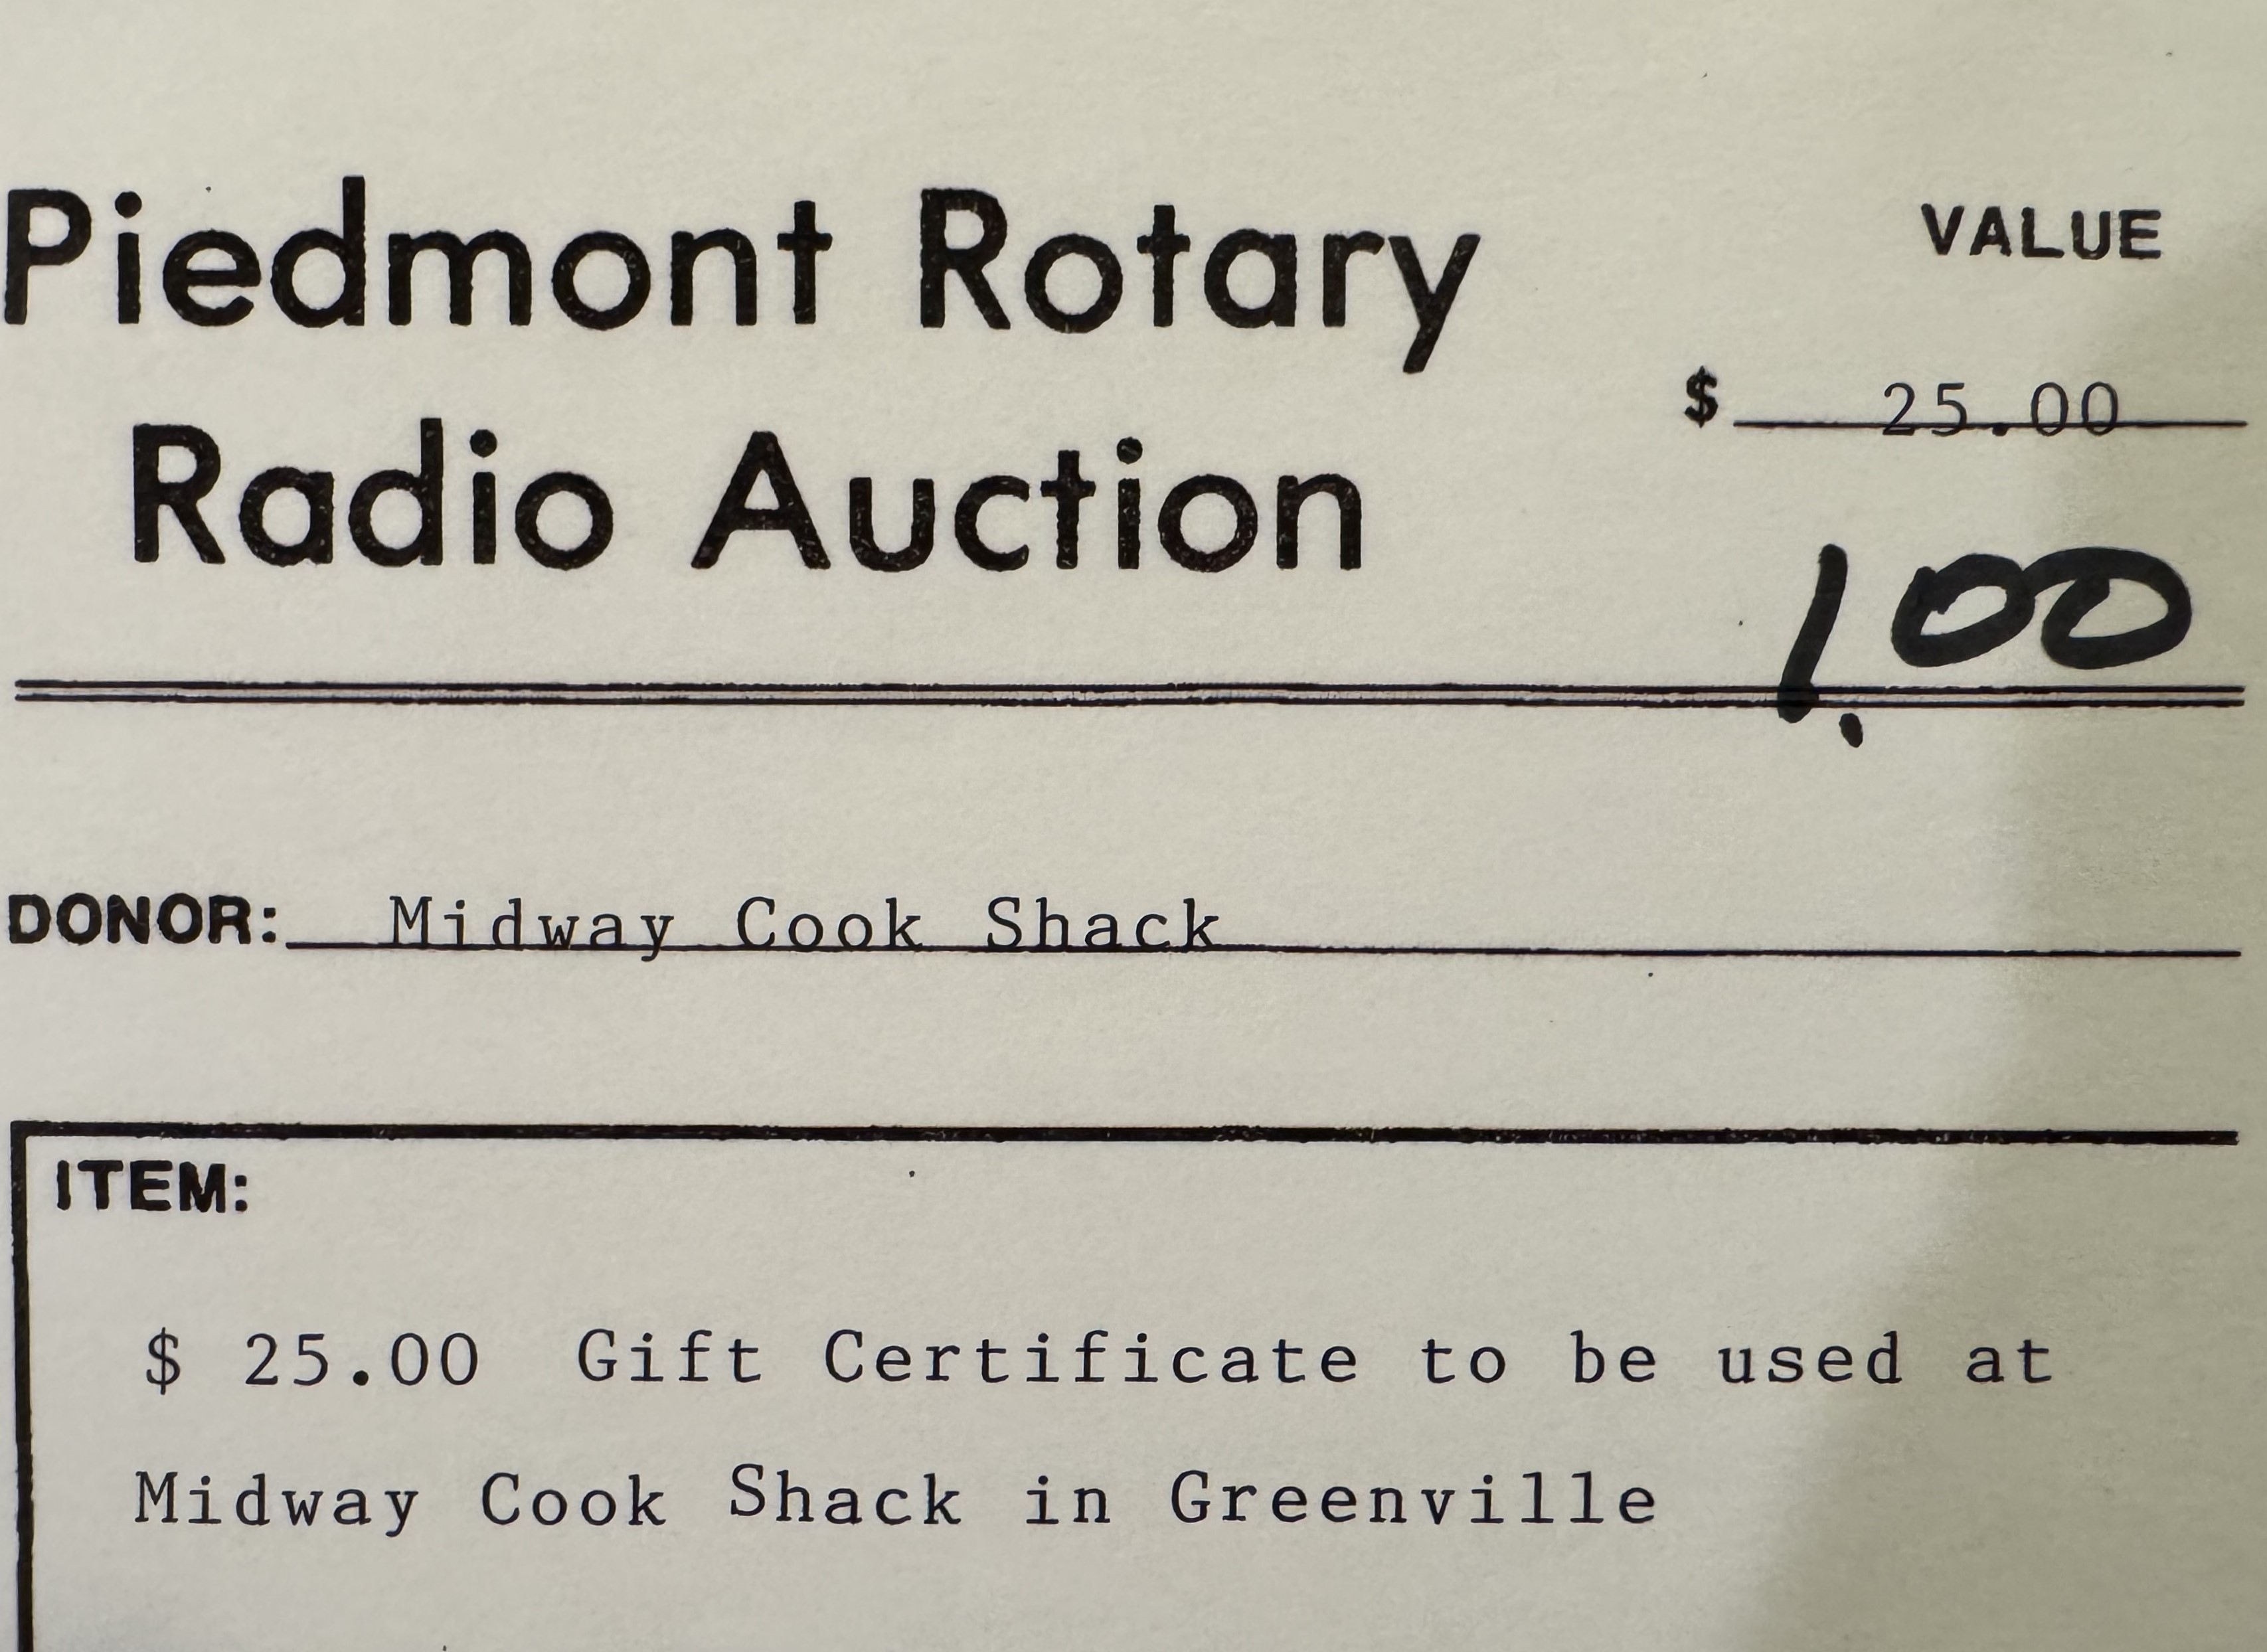 Piedmont Rotary
Radio Auction
VALUE
$ 25.00
1.00
DONOR: Midway Cook Shack
ITEM:
$ 25.00 Gift Certificate to be used at
Midway Cook Shack in Greenville